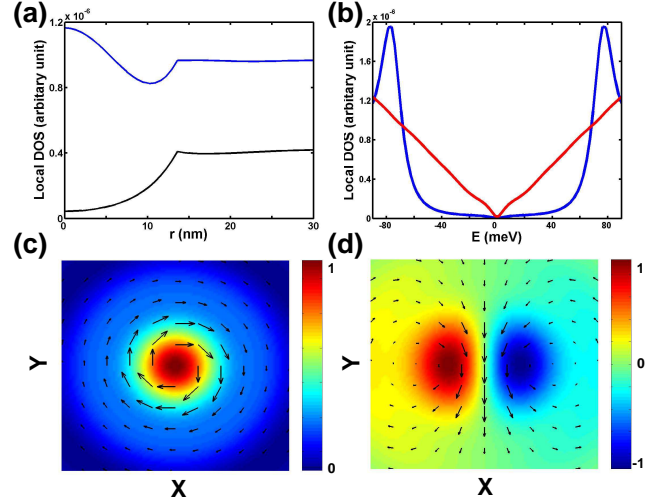 (a)
x 10⁻⁶
1.2
0.8
0.4
0
Local DOS (arbitary unit)
0 10 20 30
r (nm)
(b)
2 x 10⁻⁶
1.6
1.2
0.8
0.4
0
Local DOS (arbitary unit)
-80 -40 0 40 80
E (meV)
(c)
Y
X
1
0
(d)
Y
X
1
0
-1